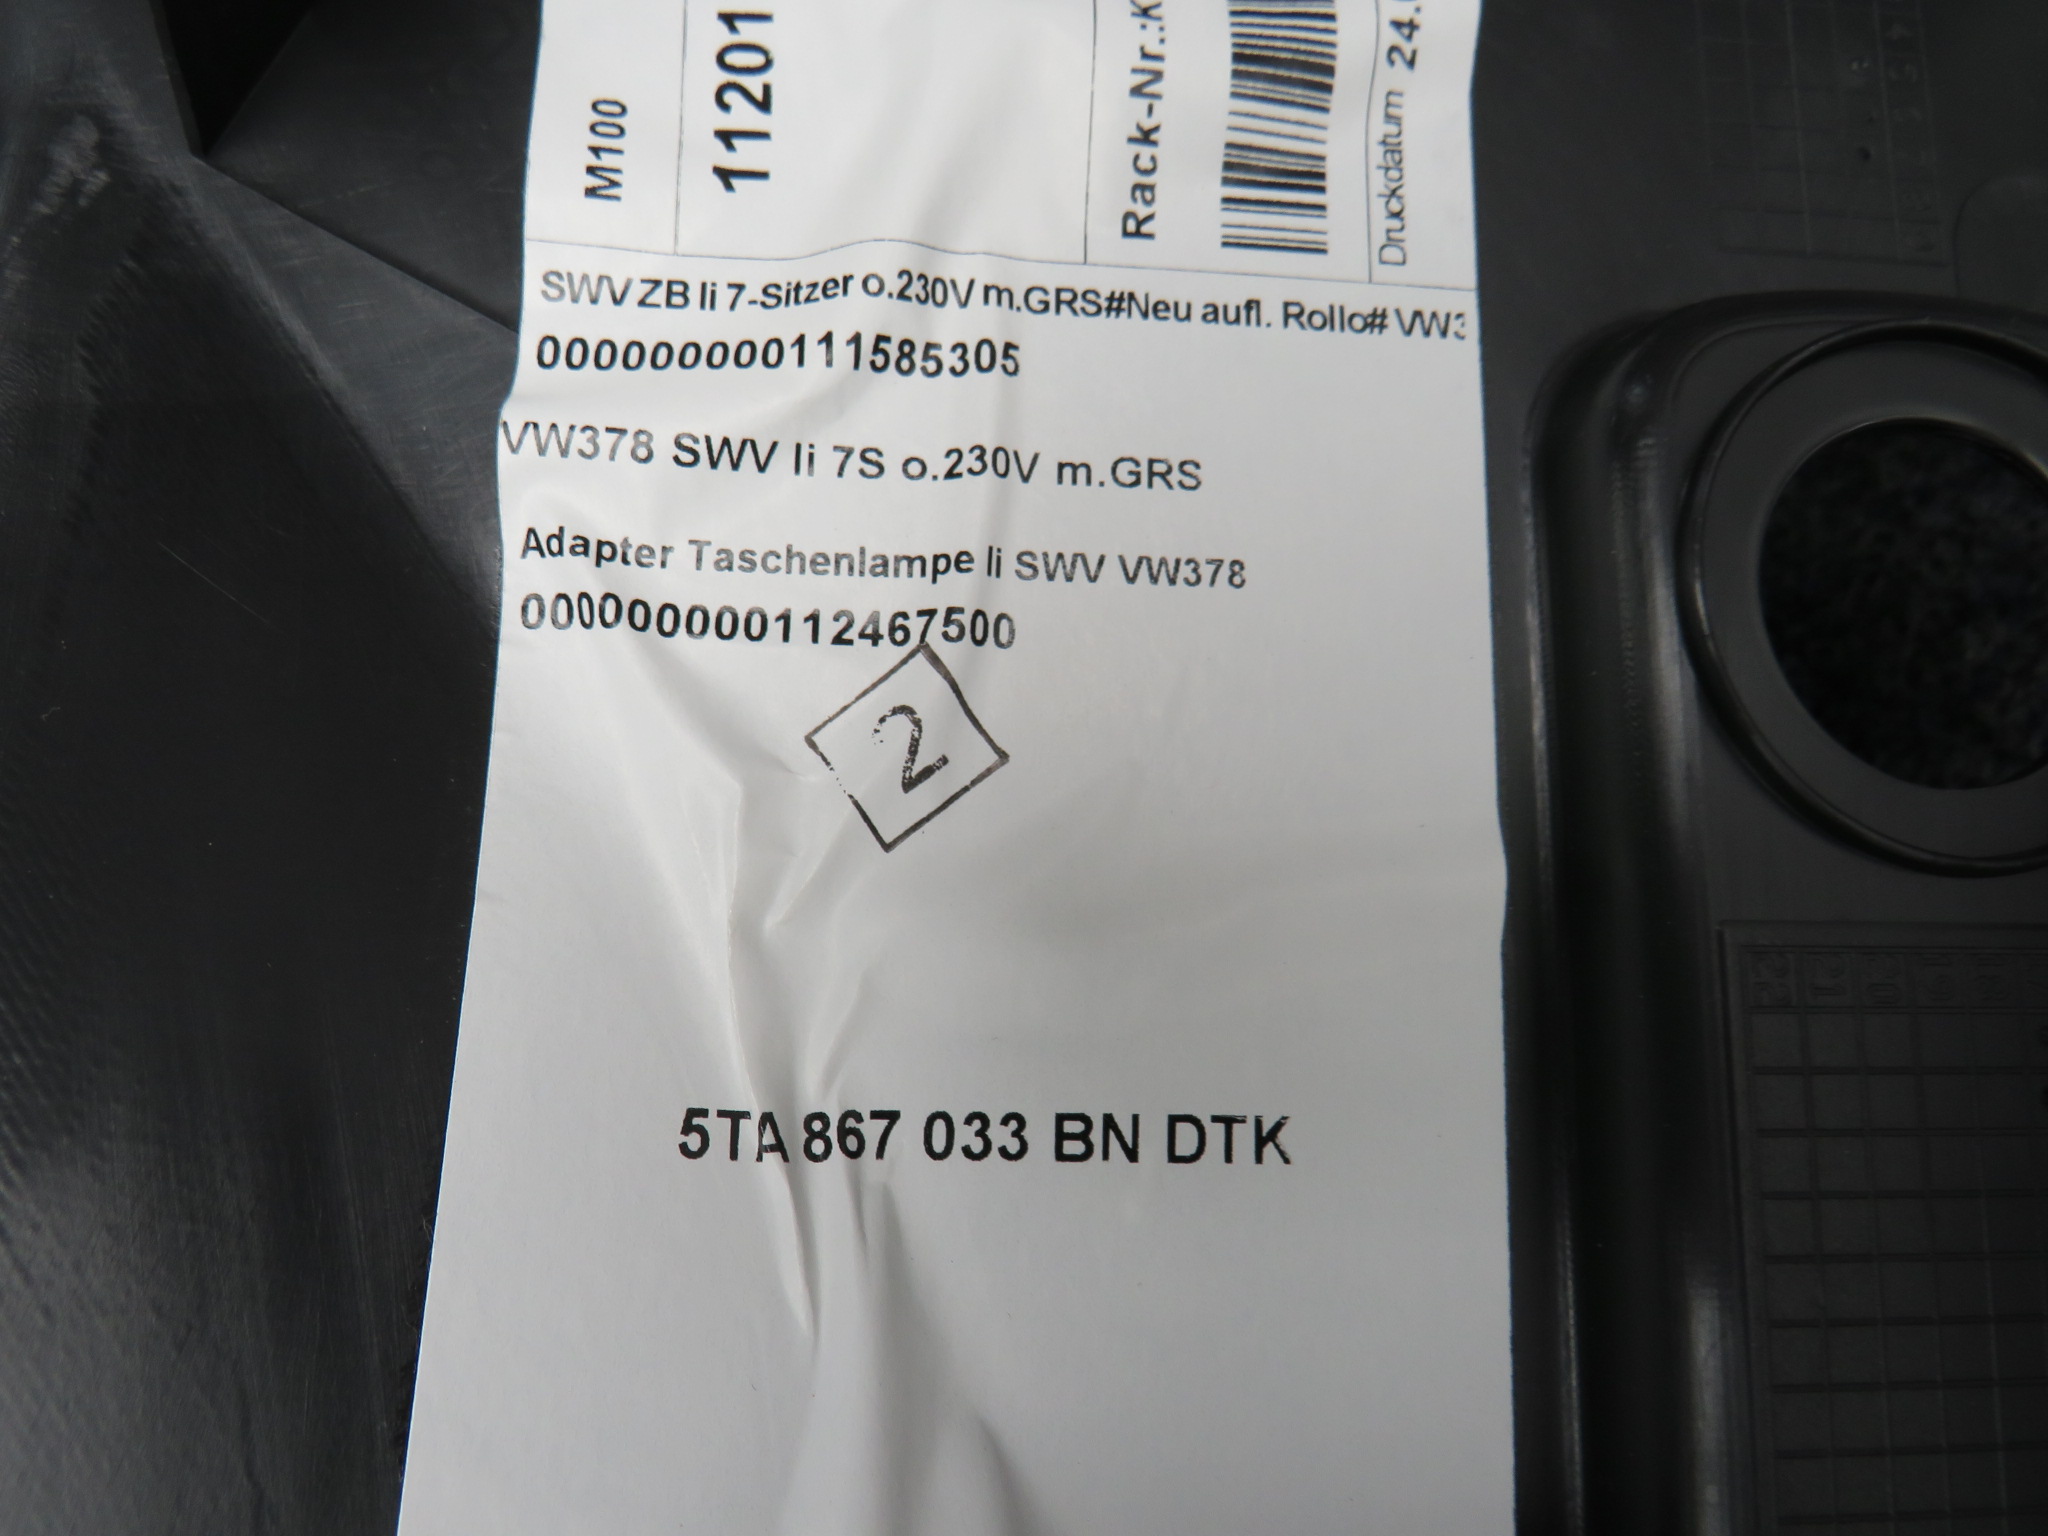 M100
11201
Rack-Nr.:K
Druckdatum 24.
SWV ZB li 7-Sitzer o.230V m.GRS#Neu aufl. Rollo# VW3
000000000111585305
VW378 SWV li 7S o.230V m.GRS
Adapter Taschenlampe li SWV VW378
000000000112467500
2
5TA 867 033 BN DTK